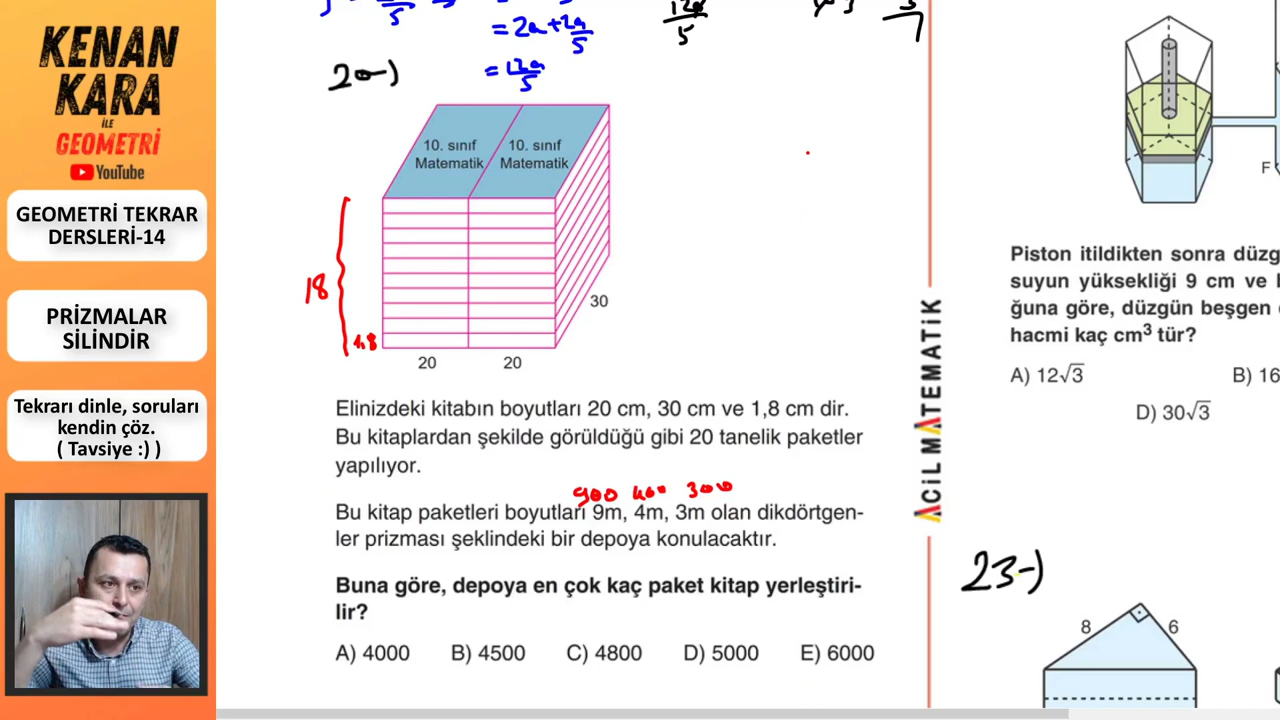 KENAN
KARA
İLE
GEOMETRİ
YouTube
GEOMETRİ TEKRAR
DERSLERİ-14
PRİZMALAR
SİLİNDİR
Tekrarı dinle, soruları
kendin çöz.
( Tavsiye :) )
= 2a + 2a/5
= 12a/5
12a/5
20-)
10. sınıf
Matematik
10. sınıf
Matematik
18
1,8
30
20 20
Elinizdeki kitabın boyutları 20 cm, 30 cm ve 1,8 cm dir.
Bu kitaplardan şekilde görüldüğü gibi 20 tanelik paketler
yapılıyor.
900 400 300
Bu kitap paketleri boyutları 9m, 4m, 3m olan dikdörtgen-
ler prizması şeklindeki bir depoya konulacaktır.
Buna göre, depoya en çok kaç paket kitap yerleştiri-
lir?
A) 4000 B) 4500 C) 4800 D) 5000 E) 6000
ACİL MATEMATİK
F
Piston itildikten sonra düzg
suyun yüksekliği 9 cm ve b
ğuna göre, düzgün beşgen
hacmi kaç cm³ tür?
A) 12√3 B) 16
D) 30√3
23-)
8 6